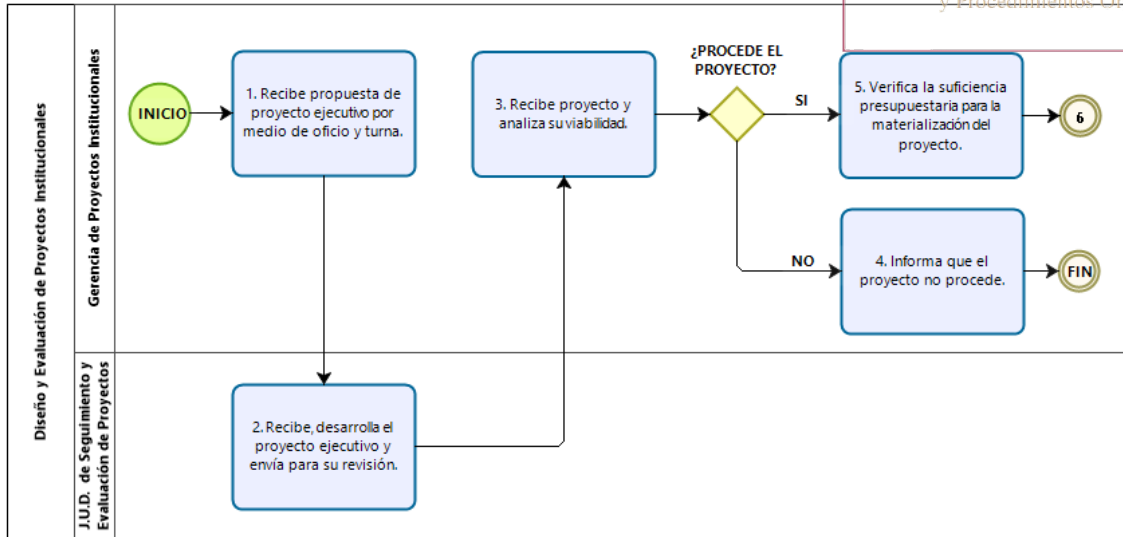 y Procedimientos
Diseño y Evaluación de Proyectos Institucionales
Gerencia de Proyectos Institucionales
INICIO
1. Recibe propuesta de
proyecto ejecutivo por
medio de oficio y turna.
3. Recibe proyecto y
analiza su viabilidad.
¿PROCEDE EL
PROYECTO?
SI
5. Verifica la suficiencia
presupuestaria para la
materialización del
proyecto.
6
NO
4. Informa que el
proyecto no procede.
FIN
J.U.D. de Seguimiento y
Evaluación de Proyectos
2. Recibe, desarrolla el
proyecto ejecutivo y
envía para su revisión.